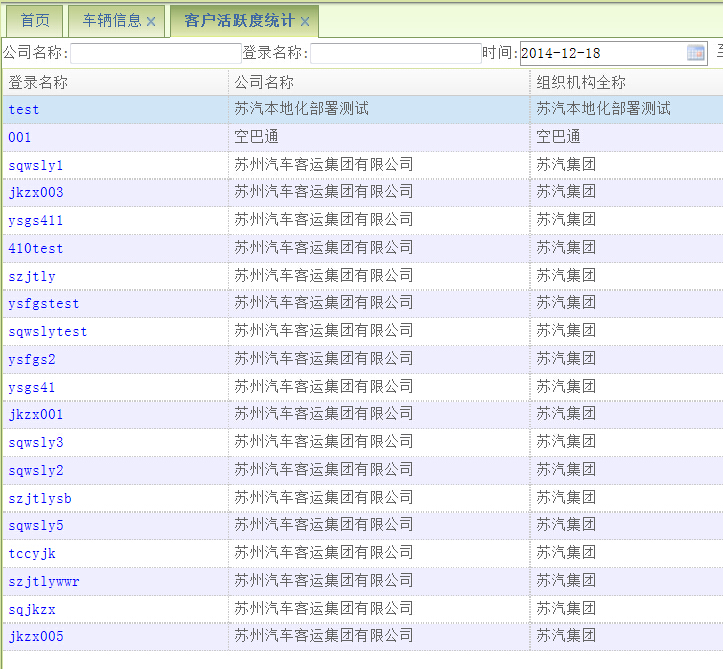 首页 车辆信息 客户活跃度统计
公司名称: 登录名称: 时间: 2014-12-18 至
登录名称 公司名称 组织机构全称
test 苏汽本地化部署测试 苏汽本地化部署测试
001 空巴通 空巴通
sqwsly1 苏州汽车客运集团有限公司 苏汽集团
jkzx003 苏州汽车客运集团有限公司 苏汽集团
ysgs411 苏州汽车客运集团有限公司 苏汽集团
410test 苏州汽车客运集团有限公司 苏汽集团
szjtly 苏州汽车客运集团有限公司 苏汽集团
ysfgstest 苏州汽车客运集团有限公司 苏汽集团
sqwslytest 苏州汽车客运集团有限公司 苏汽集团
ysfgs2 苏州汽车客运集团有限公司 苏汽集团
ysgs41 苏州汽车客运集团有限公司 苏汽集团
jkzx001 苏州汽车客运集团有限公司 苏汽集团
sqwsly3 苏州汽车客运集团有限公司 苏汽集团
sqwsly2 苏州汽车客运集团有限公司 苏汽集团
szjtlysb 苏州汽车客运集团有限公司 苏汽集团
sqwsly5 苏州汽车客运集团有限公司 苏汽集团
tccyjk 苏州汽车客运集团有限公司 苏汽集团
szjtlywwr 苏州汽车客运集团有限公司 苏汽集团
sqjkzx 苏州汽车客运集团有限公司 苏汽集团
jkzx005 苏州汽车客运集团有限公司 苏汽集团